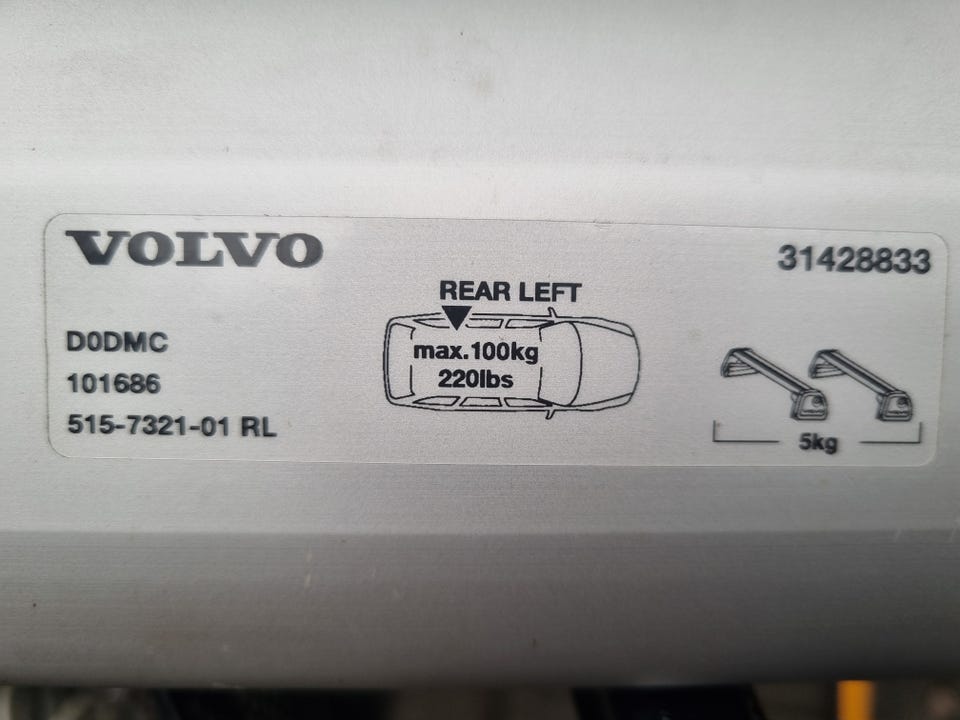 VOLVO
31428833
REAR LEFT
D0DMC
101686
515-7321-01 RL
max.100kg
220lbs
5kg